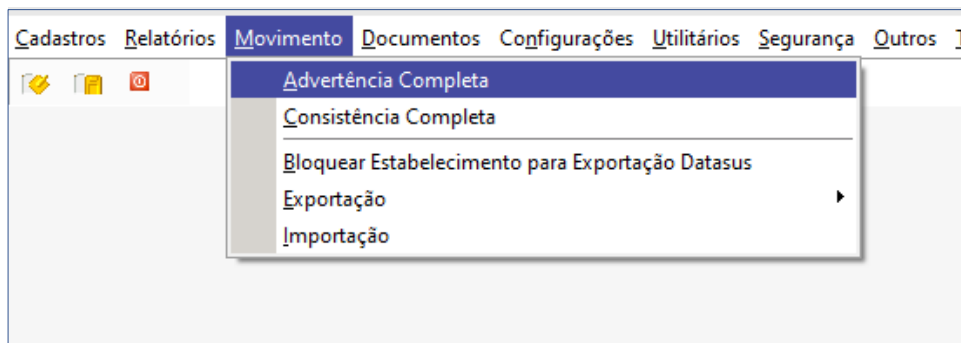 Cadastros Relatórios Movimento Documentos Configurações Utilitários Segurança Outros
Advertência Completa
Consistência Completa
Bloquear Estabelecimento para Exportação Datasus
Exportação
Importação